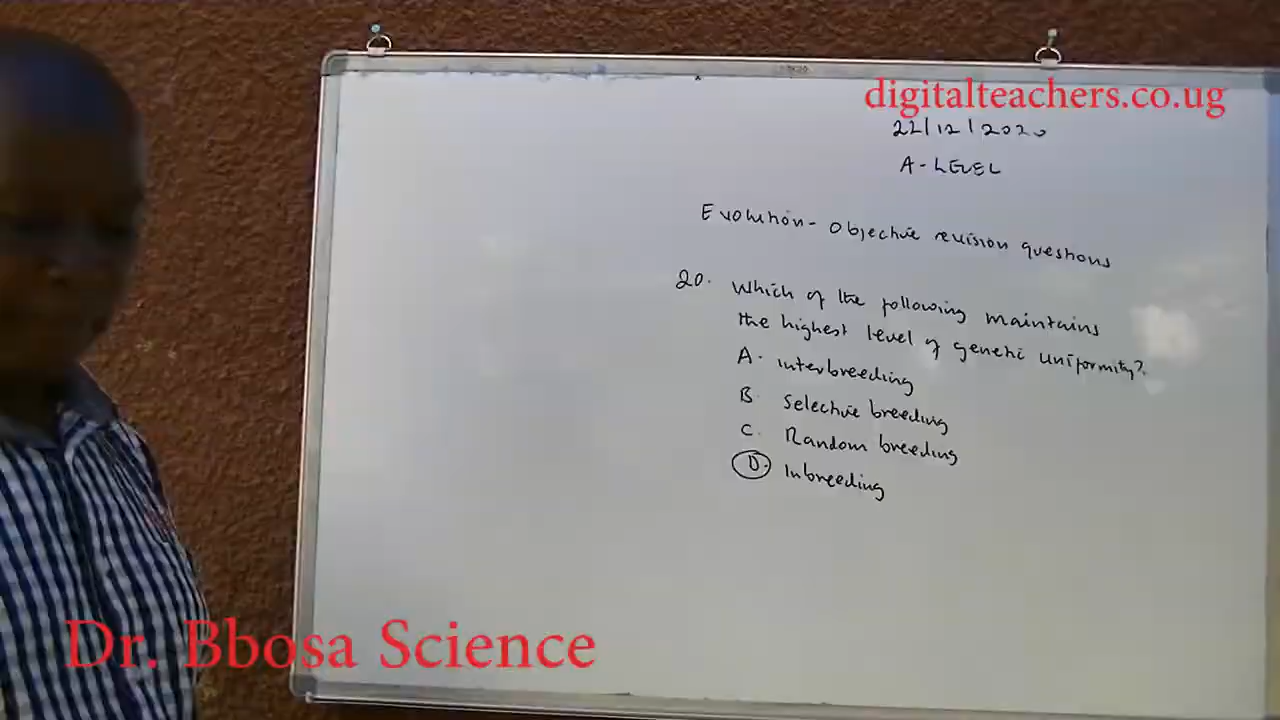 digitalteachers.co.ug
22/12/2020
A-LEVEL
Evolution - Objective revision questions
20. Which of the following maintains
the highest level of genetic uniformity?
A. interbreeding
B. Selective breeding
C. Random breeding
D. Inbreeding
Dr. Bbosa Science